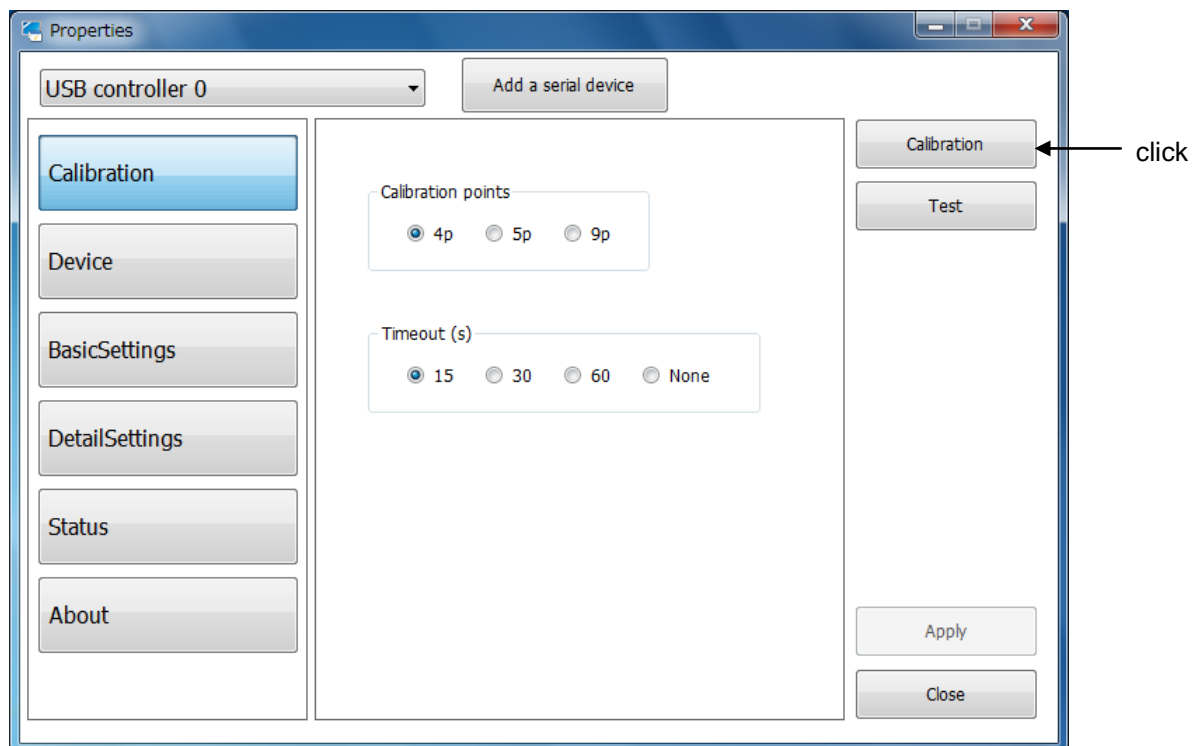 Properties
USB controller 0
Add a serial device
Calibration
Device
BasicSettings
DetailSettings
Status
About
Calibration points
4p 5p 9p
Timeout (s)
15 30 60 None
Calibration
click
Test
Apply
Close